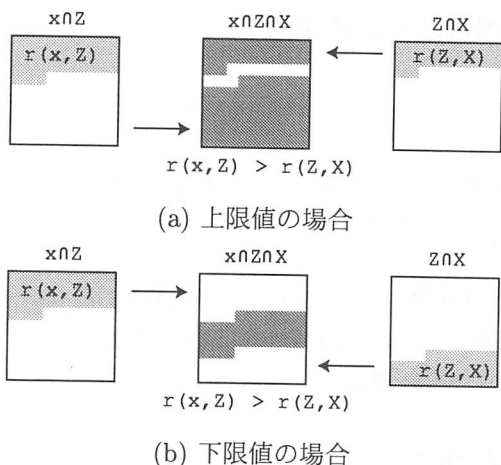 x∩Z x∩Z∩X Z∩X
r(x,Z) r(Z,X)
r(x,Z) > r(Z,X)
(a) 上限値の場合
x∩Z x∩Z∩X Z∩X
r(x,Z) r(Z,X)
r(x,Z) > r(Z,X)
(b) 下限値の場合